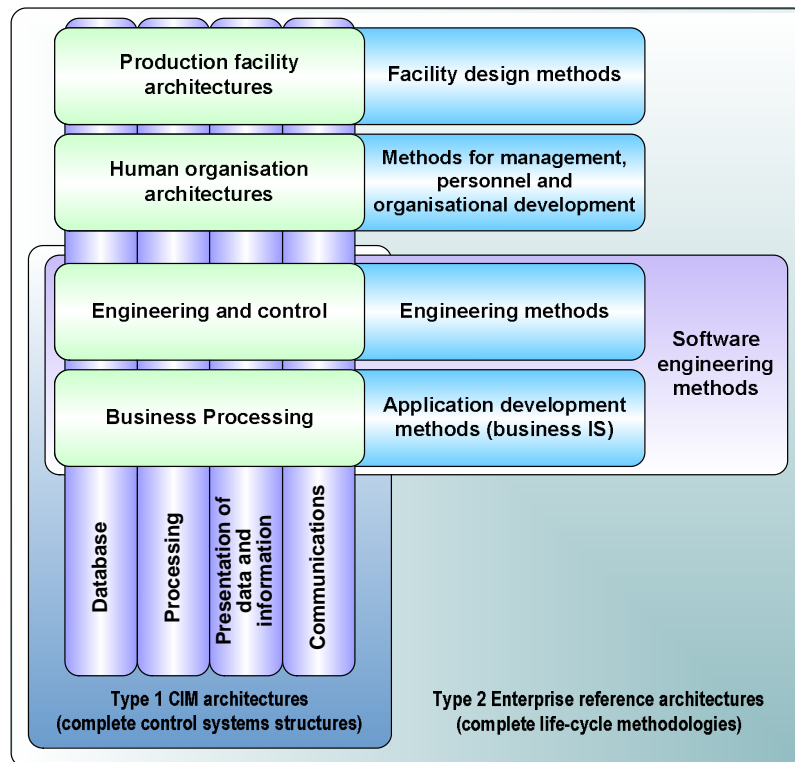 Production facility
architectures
Facility design methods
Human organisation
architectures
Methods for management,
personnel and
organisational development
Engineering and control
Engineering methods
Software
engineering
methods
Business Processing
Application development
methods (business IS)
Database
Processing
Presentation of
data and
information
Communications
Type 1 CIM architectures
(complete control systems structures)
Type 2 Enterprise reference architectures
(complete life-cycle methodologies)